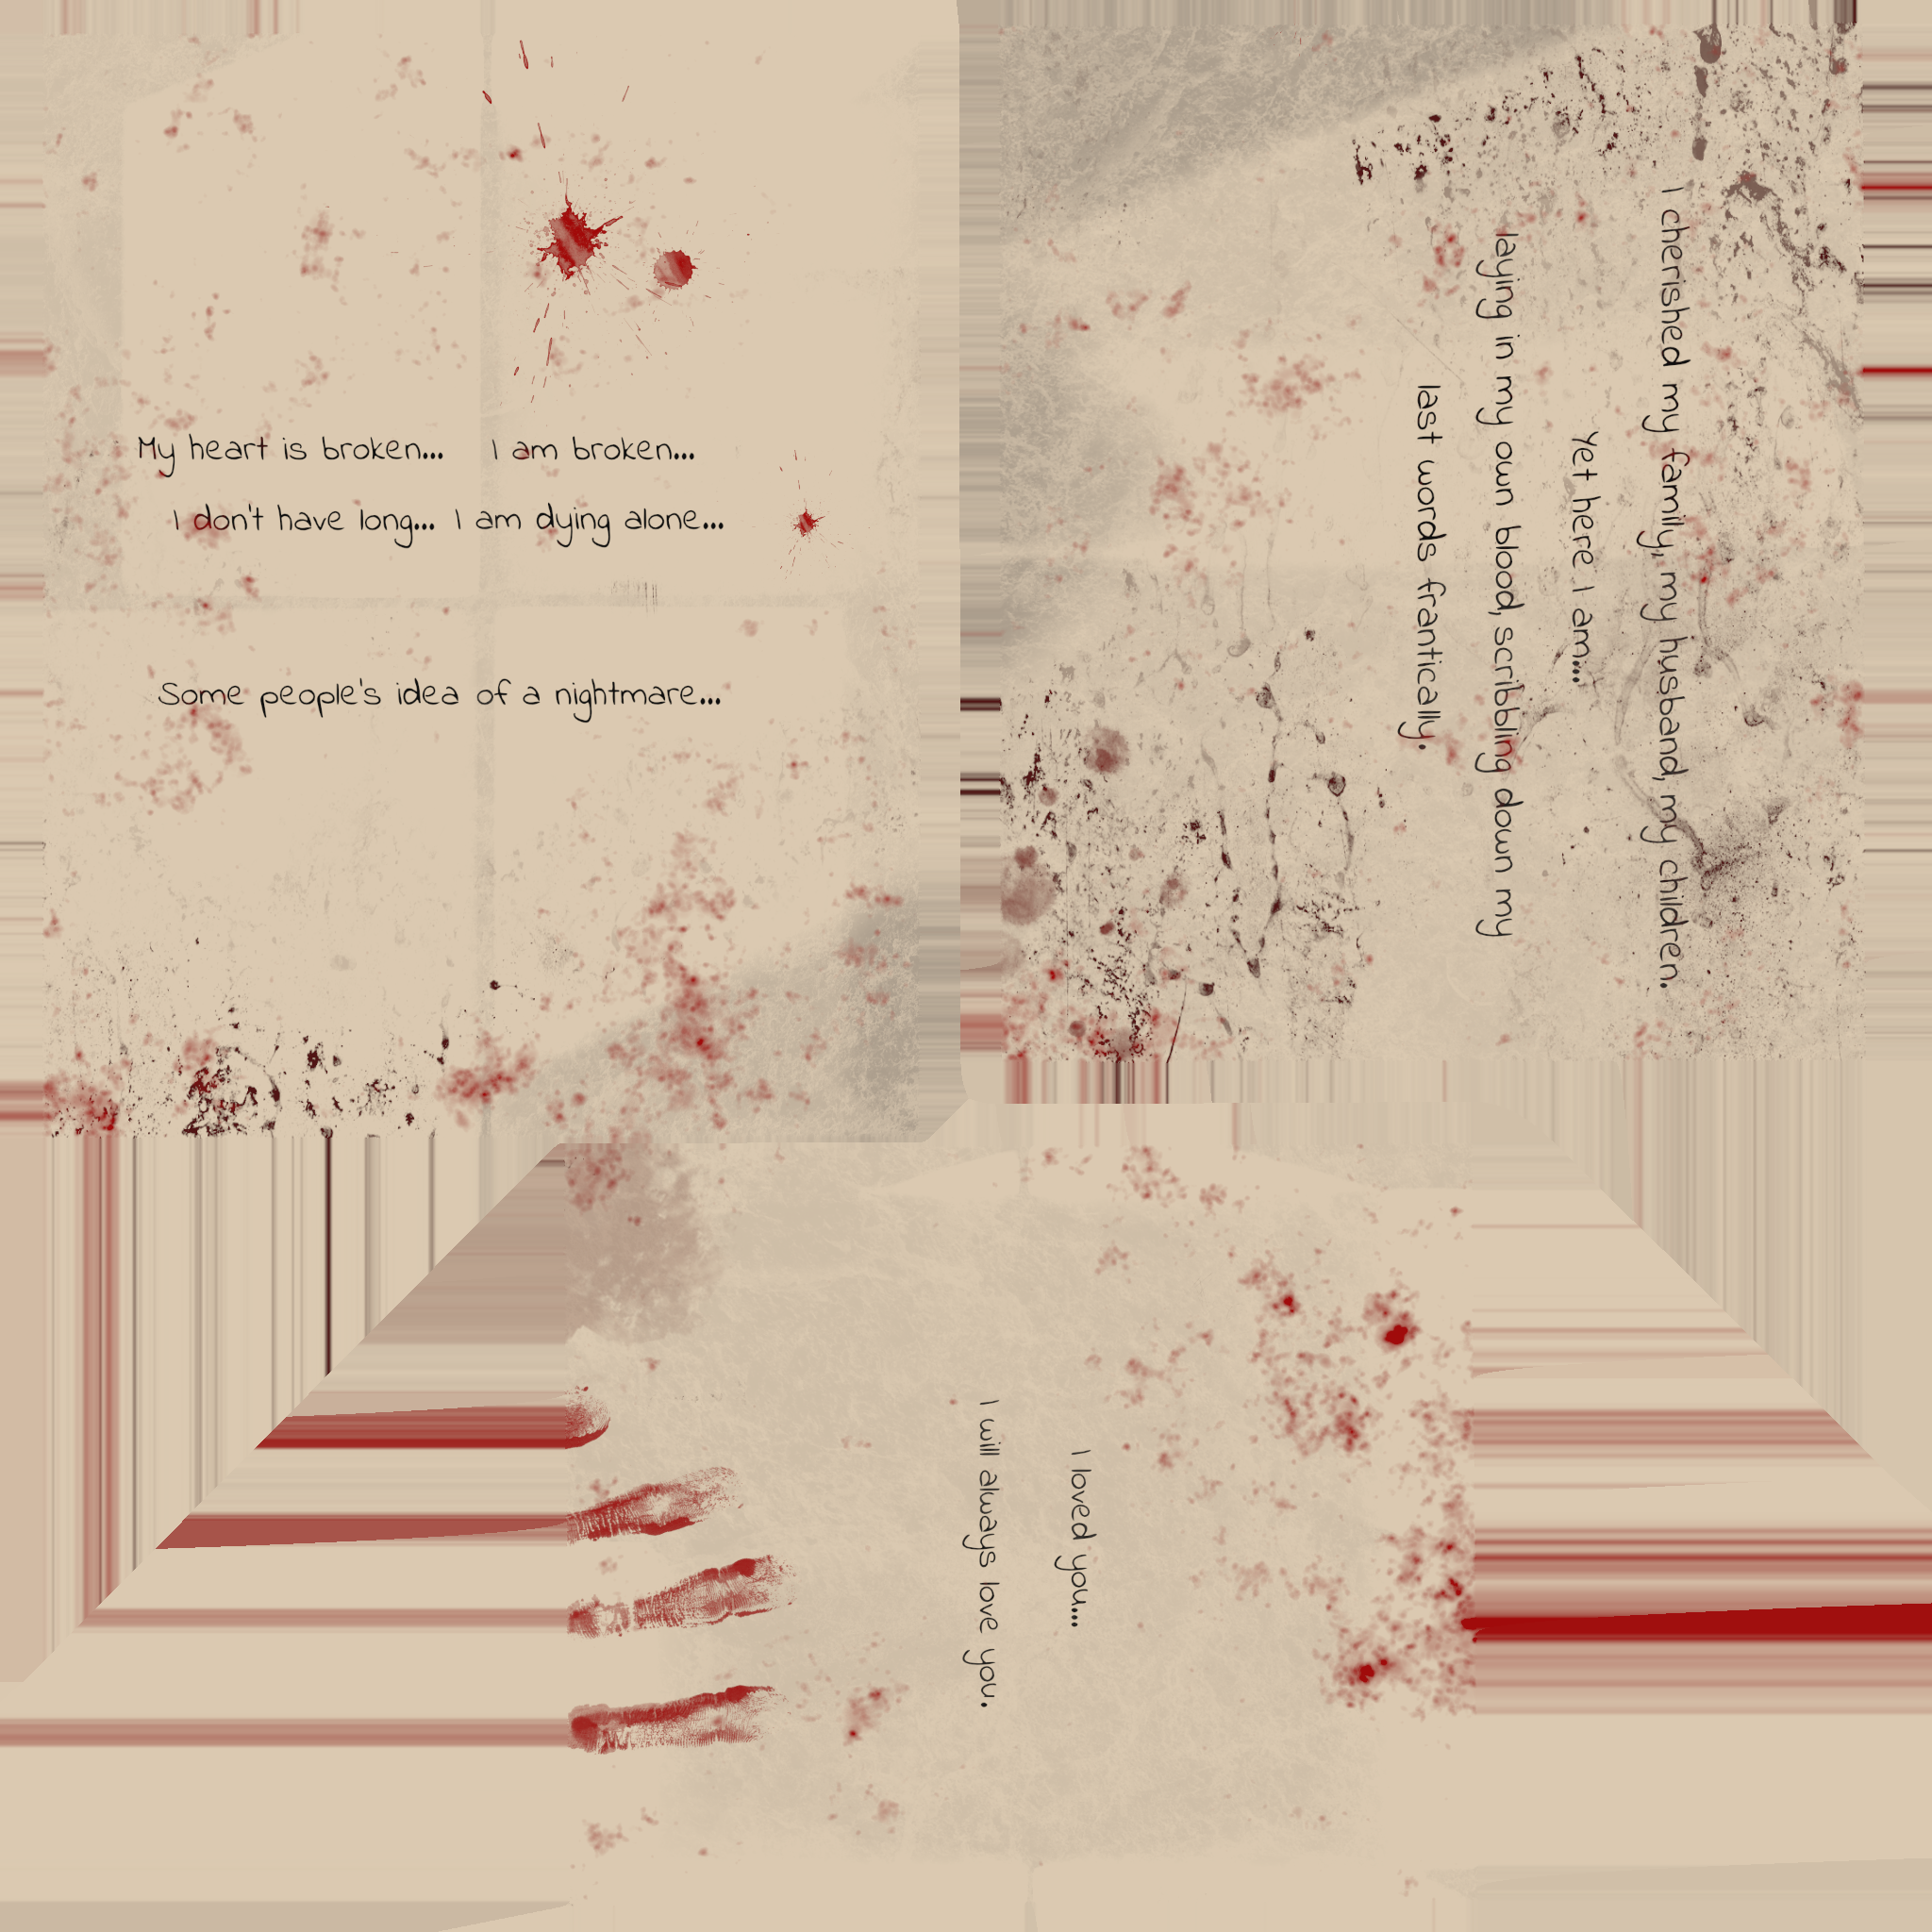 My heart is broken... I am broken...
I don't have long... I am dying alone...
Some people's idea of a nightmare...
I cherished my family, my husband, my children.
Yet here I am...
laying in my own blood, scribbling down my
last words frantically.
I loved you...
I will always love you.